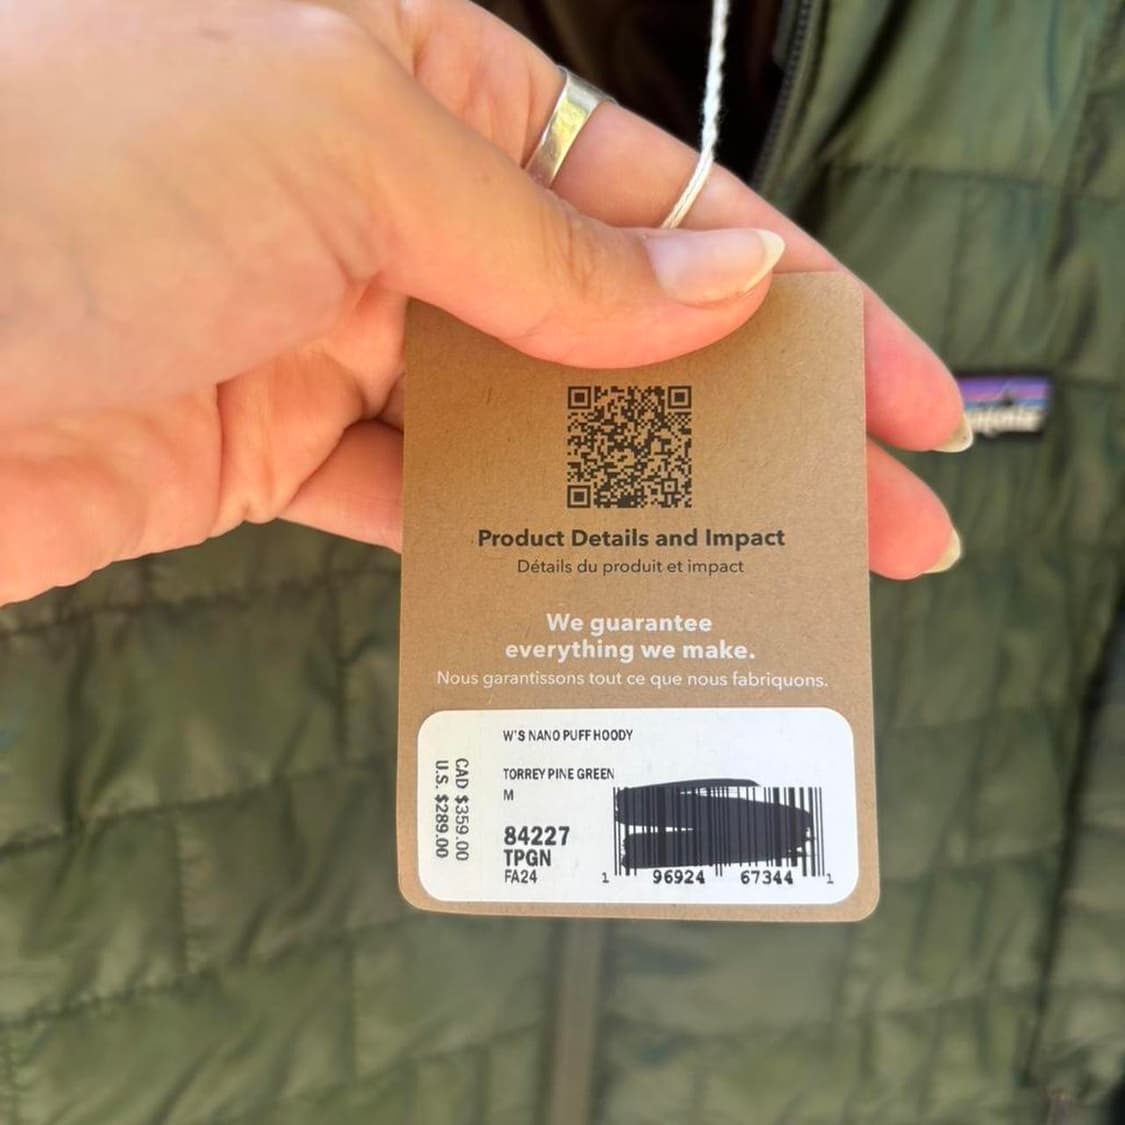 Product Details and Impact
Détails du produit et impact
We guarantee
everything we make.
Nous garantissons tout ce que nous fabriquons.
W'S NANO PUFF HOODY
TORREY PINE GREEN
M
84227
TPGN
FA24
CAD $359.00
U.S. $289.00
1 96924 67344 1